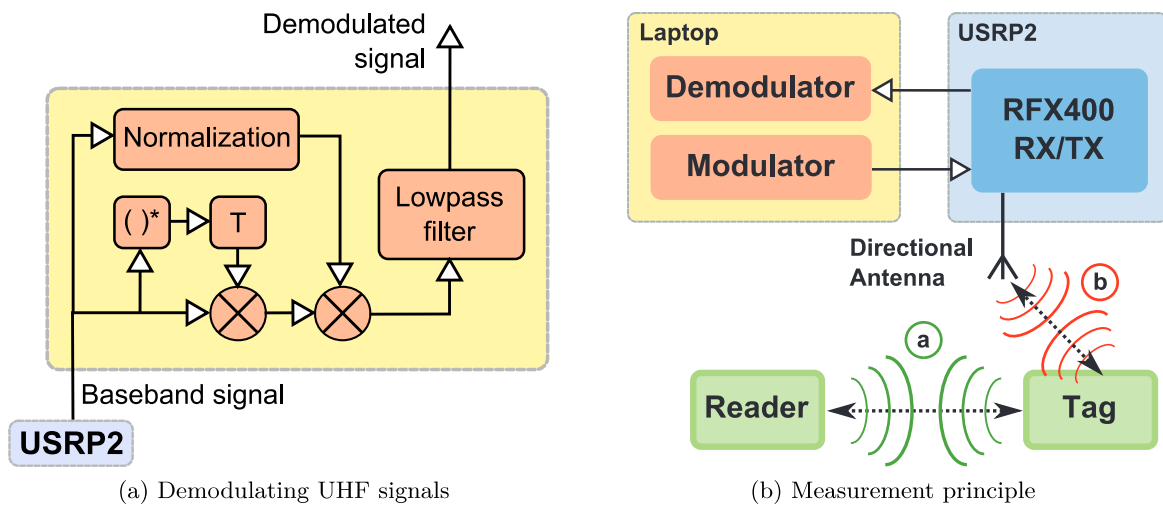 Demodulated
signal
Normalization
( )*
T
Lowpass
filter
Baseband signal
USRP2
(a) Demodulating UHF signals
Laptop
Demodulator
Modulator
USRP2
RFX400
RX/TX
Directional
Antenna
b
a
Reader
Tag
(b) Measurement principle